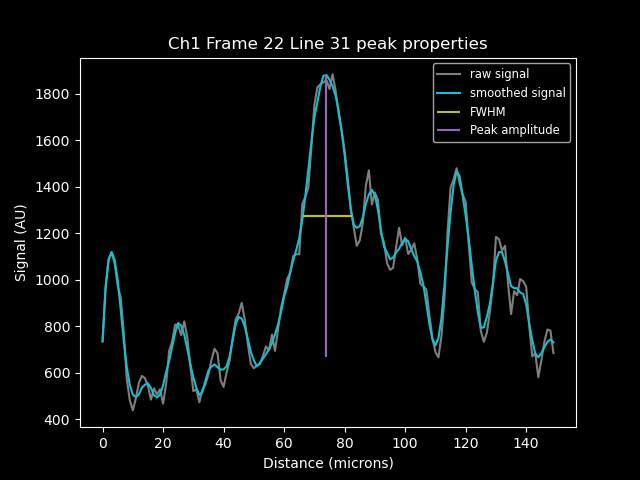 Ch1 Frame 22 Line 31 peak properties
raw signal
smoothed signal
FWHM
Peak amplitude
Signal (AU)
1800
1600
1400
1200
1000
800
600
400
0 20 40 60 80 100 120 140
Distance (microns)